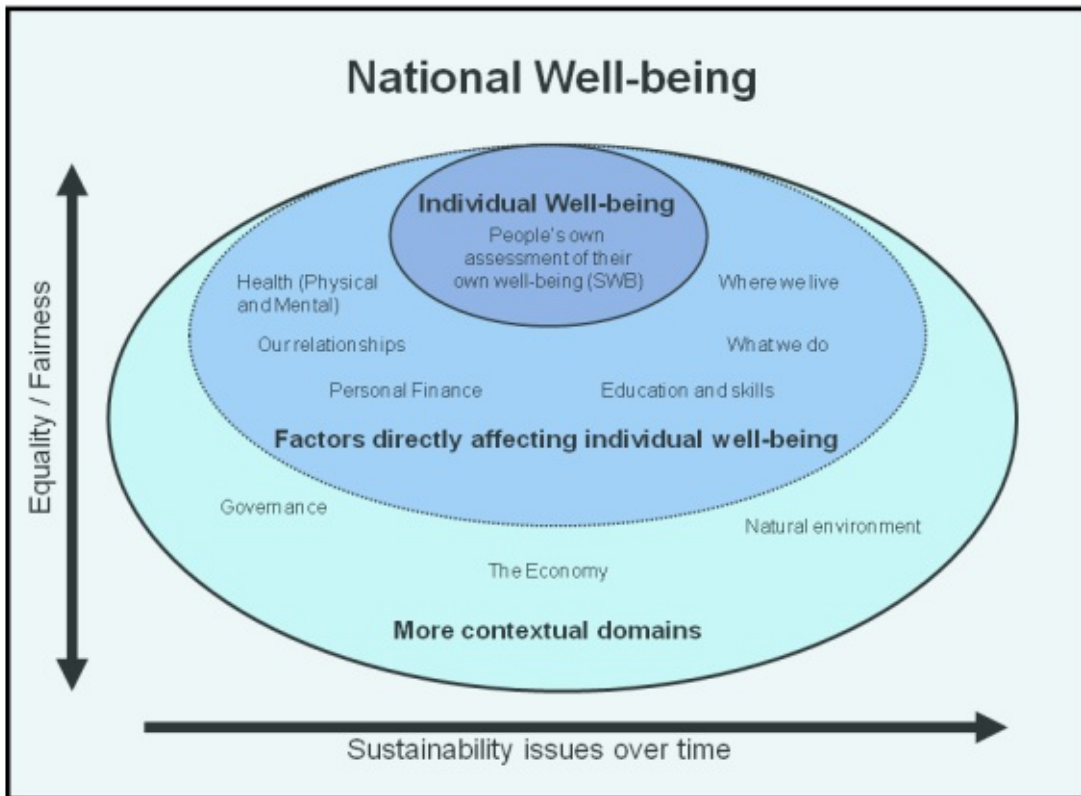 National Well-being
Equality / Fairness
Individual Well-being
People's own
assessment of their
own well-being (SWB)
Health (Physical
and Mental)
Where we live
Our relationships
What we do
Personal Finance
Education and skills
Factors directly affecting individual well-being
Governance
Natural environment
The Economy
More contextual domains
Sustainability issues over time